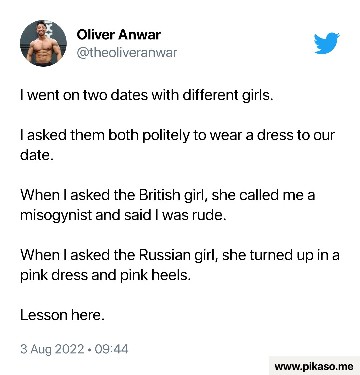 Oliver Anwar
@theoliveranwar
I went on two dates with different girls.
I asked them both politely to wear a dress to our
date.
When I asked the British girl, she called me a
misogynist and said I was rude.
When I asked the Russian girl, she turned up in a
pink dress and pink heels.
Lesson here.
3 Aug 2022 • 09:44
www.pikaso.me